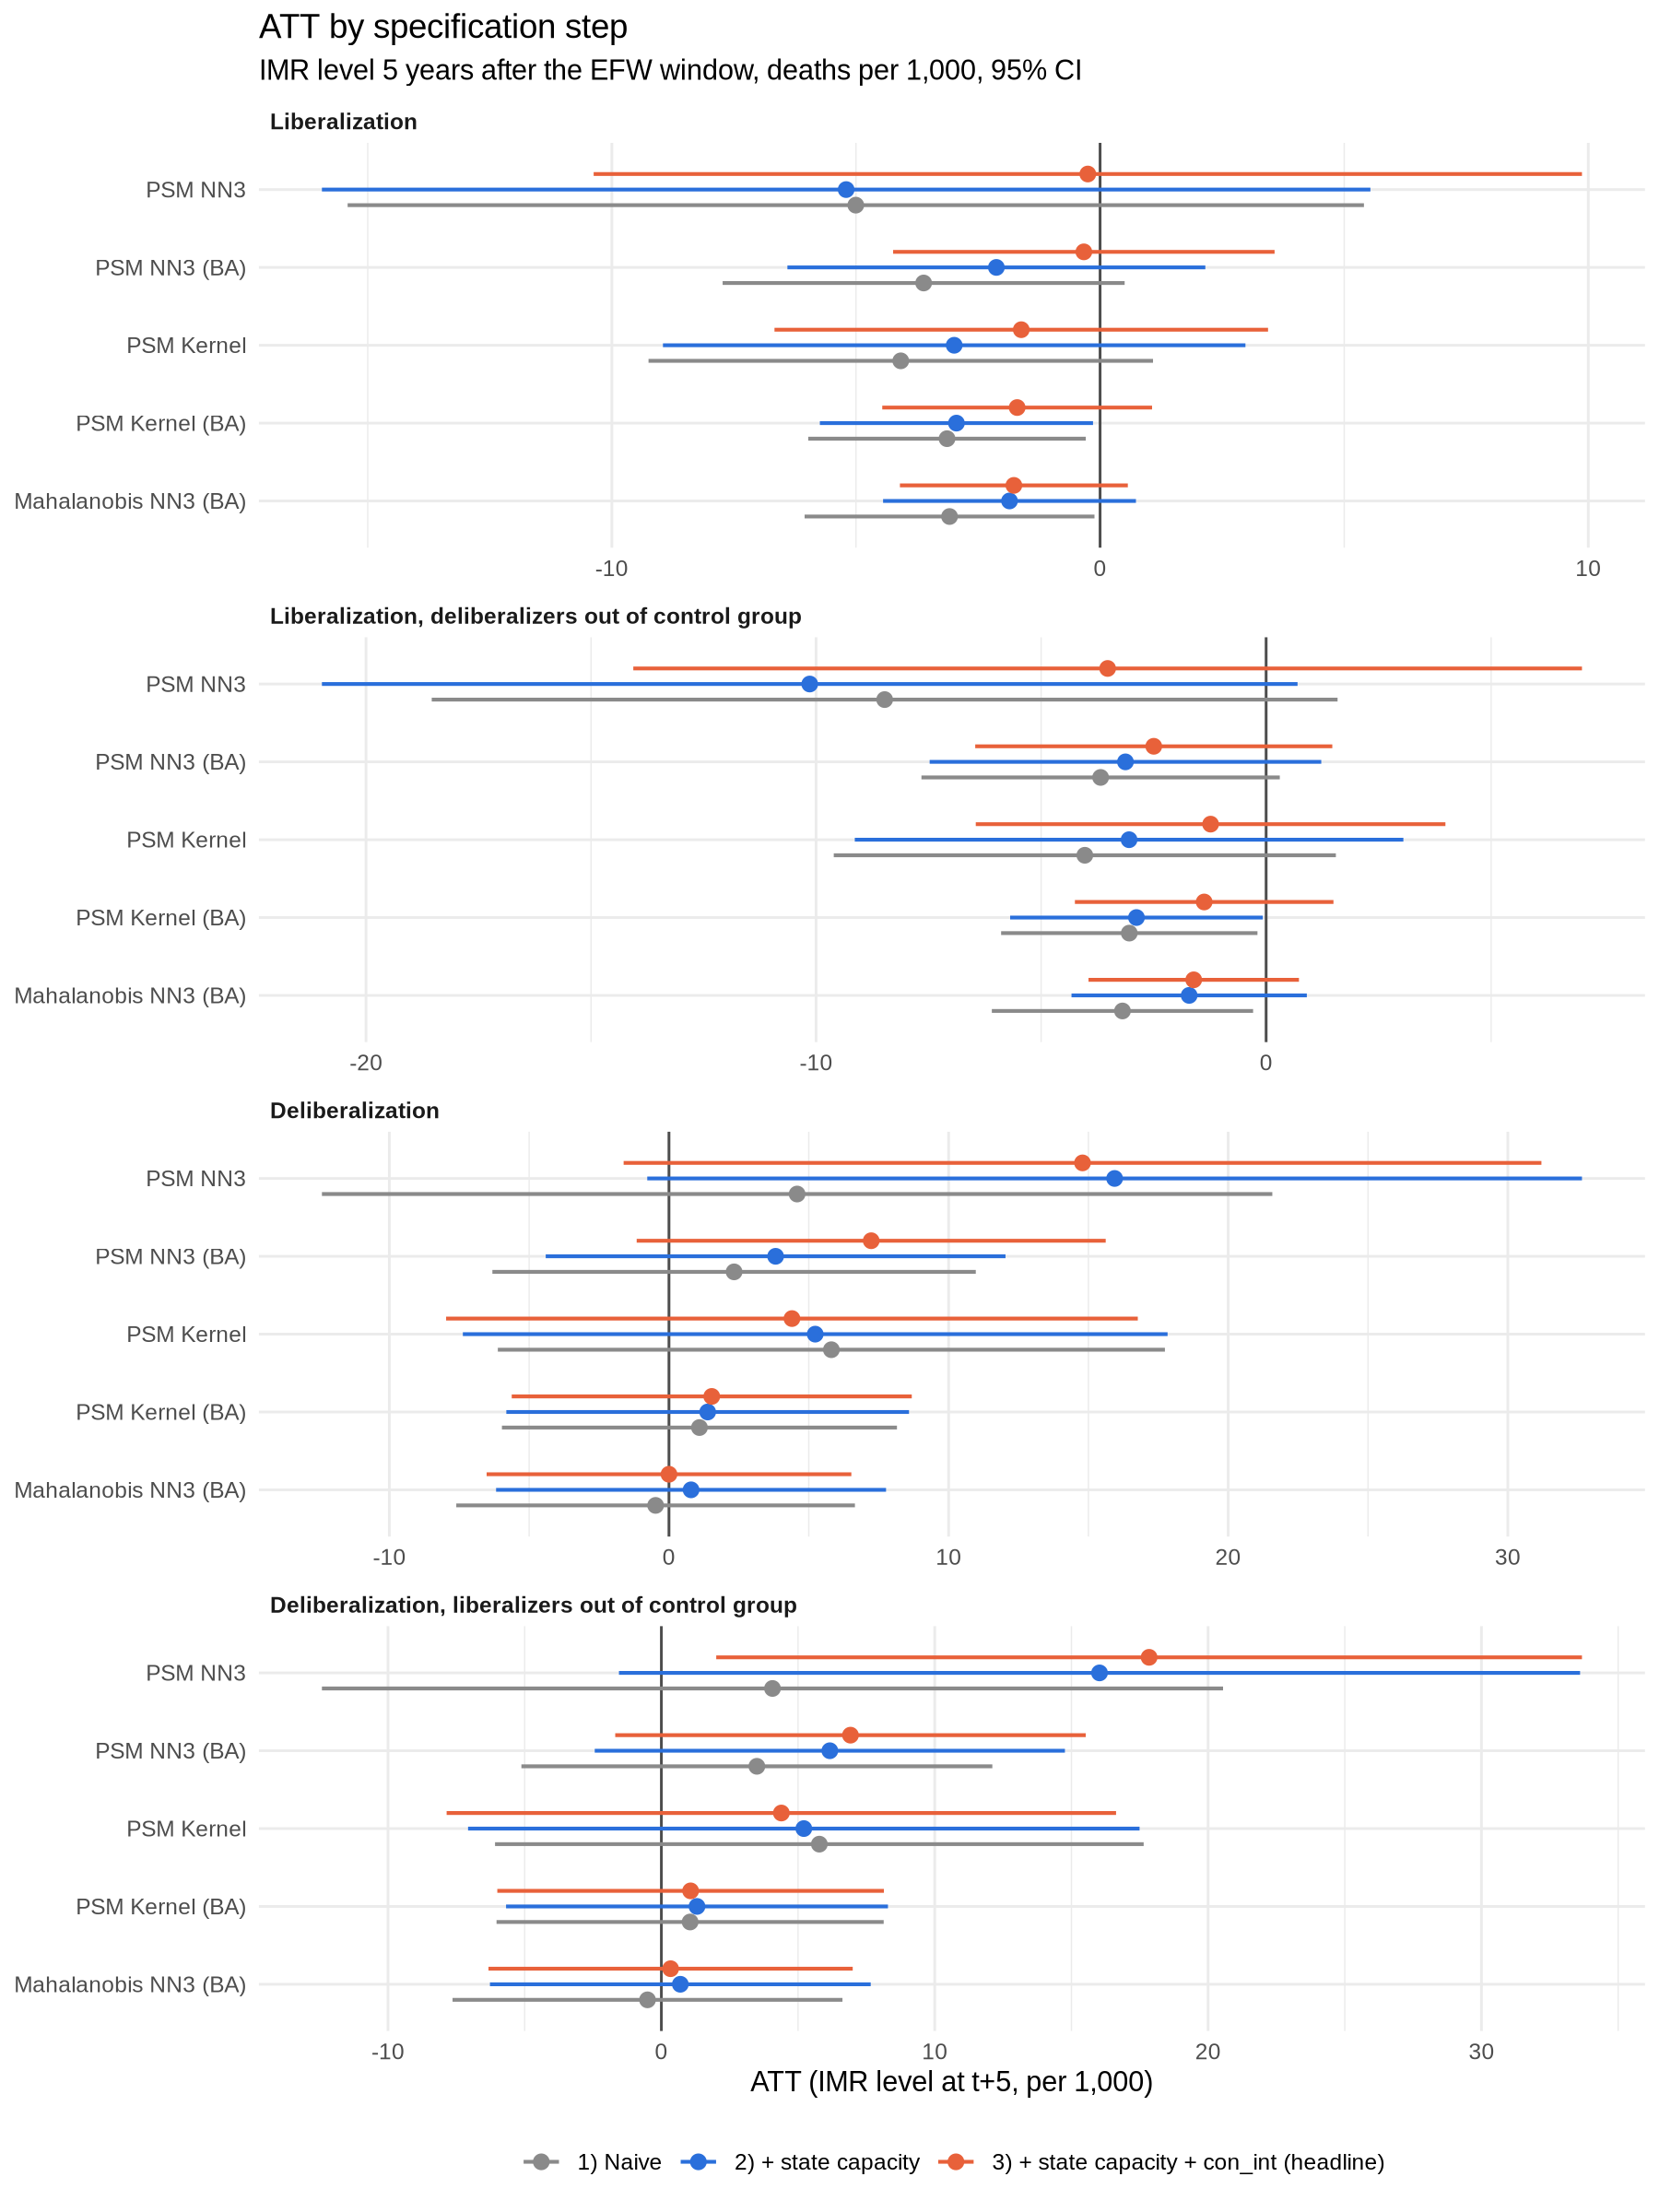 ATT by specification step
IMR level 5 years after the EFW window, deaths per 1,000, 95% CI
Liberalization
PSM NN3
PSM NN3 (BA)
PSM Kernel
PSM Kernel (BA)
Mahalanobis NN3 (BA)
-10 0 10
Liberalization, deliberalizers out of control group
PSM NN3
PSM NN3 (BA)
PSM Kernel
PSM Kernel (BA)
Mahalanobis NN3 (BA)
-20 -10 0
Deliberalization
PSM NN3
PSM NN3 (BA)
PSM Kernel
PSM Kernel (BA)
Mahalanobis NN3 (BA)
-10 0 10 20 30
Deliberalization, liberalizers out of control group
PSM NN3
PSM NN3 (BA)
PSM Kernel
PSM Kernel (BA)
Mahalanobis NN3 (BA)
-10 0 10 20 30
ATT (IMR level at t+5, per 1,000)
1) Naive 2) + state capacity 3) + state capacity + con_int (headline)